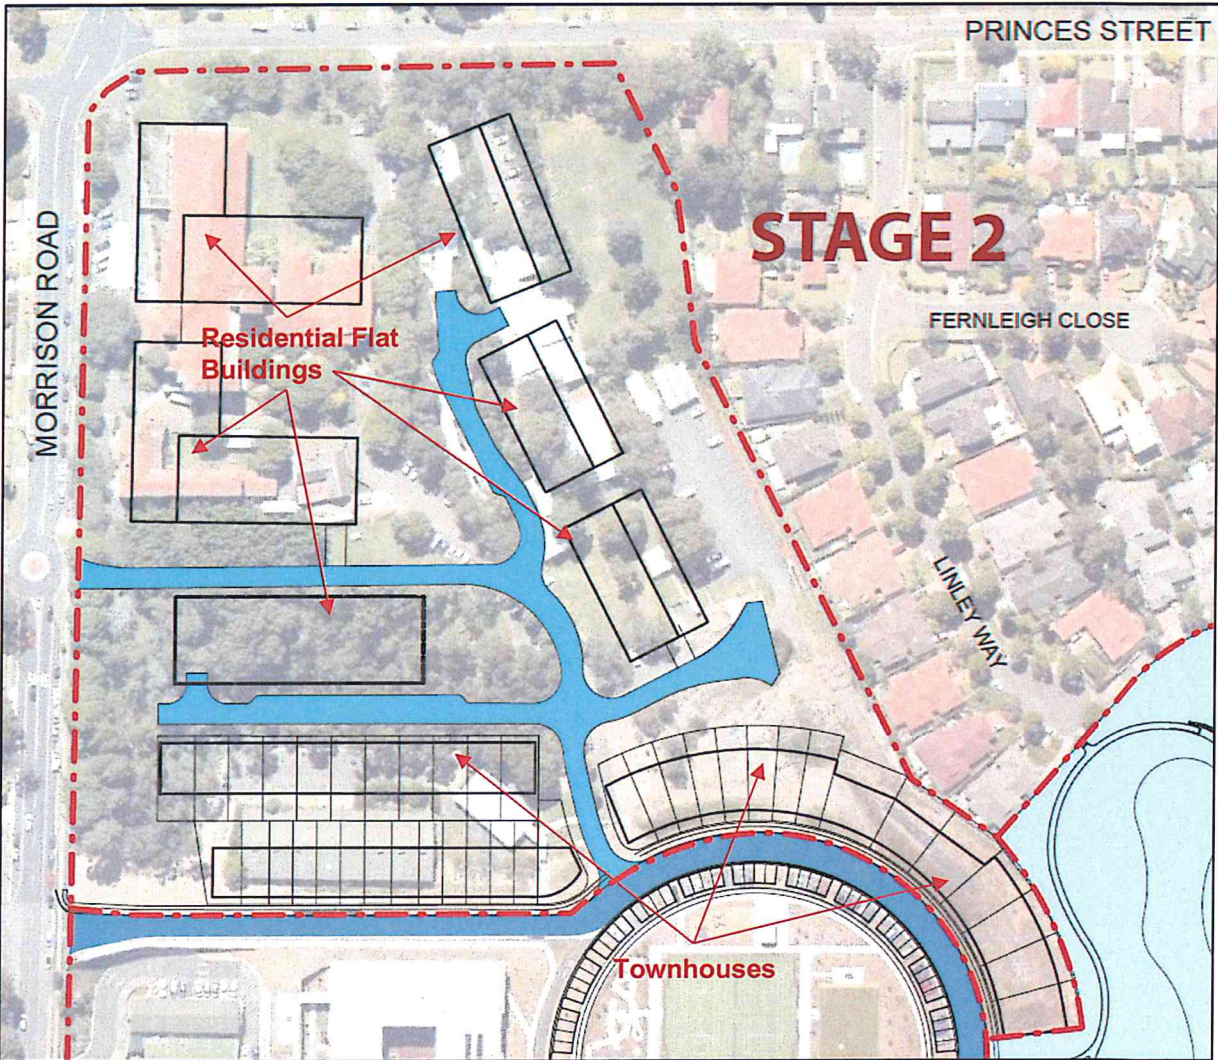 PRINCES STREET
STAGE 2
MORRISON ROAD
FERNLEIGH CLOSE
Residential Flat
Buildings
LINLEY WAY
Townhouses